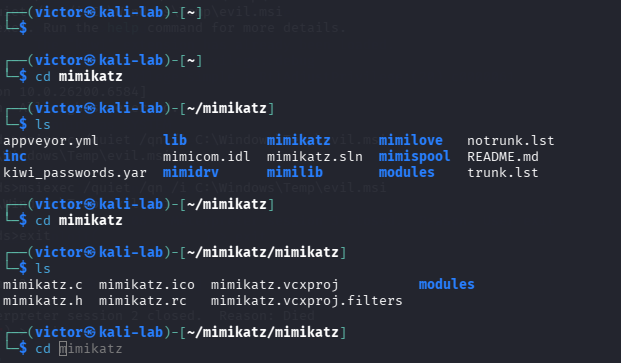 ┌──(victor㉿kali-lab)-[~]
└─$
┌──(victor㉿kali-lab)-[~]
└─$ cd mimikatz
┌──(victor㉿kali-lab)-[~/mimikatz]
└─$ ls
appveyor.yml lib mimikatz mimilove notrunk.lst
inc mimicom.idl mimikatz.sln mimispool README.md
kiwi_passwords.yar mimidrv mimilib modules trunk.lst
┌──(victor㉿kali-lab)-[~/mimikatz]
└─$ cd mimikatz
┌──(victor㉿kali-lab)-[~/mimikatz/mimikatz]
└─$ ls
mimikatz.c mimikatz.ico mimikatz.vcxproj modules
mimikatz.h mimikatz.rc mimikatz.vcxproj.filters
┌──(victor㉿kali-lab)-[~/mimikatz/mimikatz]
└─$ cd mimikatz